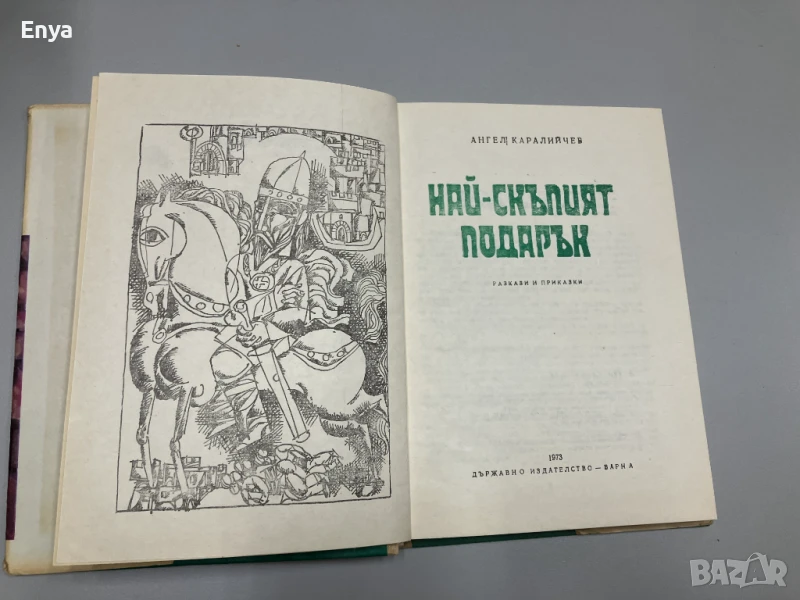 Enya
АНГЕЛ КАРАЛИЙЧЕВ
НАЙ-СКЪПИЯТ
ПОДАРЪК
РАЗКАЗИ И ПРИКАЗКИ
1973
ДЪРЖАВНО ИЗДАТЕЛСТВО — ВАРНА
BAZAR